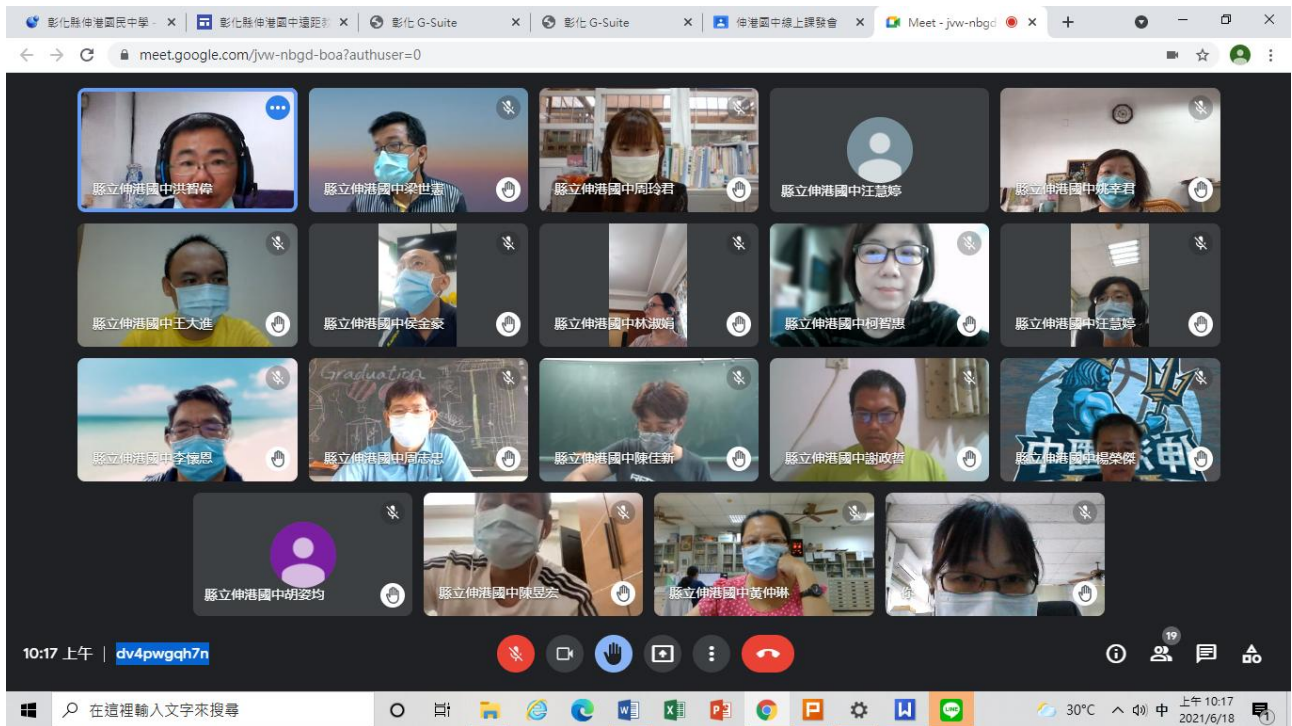 彰化縣伸港國民中學 -
彰化縣伸港國中遠距教
彰化 G-Suite
彰化 G-Suite
伸港國中線上課發會
Meet - jvw-nbgd
meet.google.com/jvw-nbgd-boa?authuser=0
縣立伸港國中洪智偉
縣立伸港國中梁世憲
縣立伸港國中周玲君
縣立伸港國中汪慧婷
縣立伸港國中姚幸君
縣立伸港國中王大進
縣立伸港國中侯金豪
縣立伸港國中林淑娟
縣立伸港國中柯智惠
縣立伸港國中汪慧婷
Graduation
縣立伸港國中李懷恩
縣立伸港國中周志忠
縣立伸港國中陳佳新
縣立伸港國中謝政哲
縣立伸港國中楊榮傑
縣立伸港國中胡姿均
縣立伸港國中陳昱宏
縣立伸港國中黃仲琳
你
10:17 上午 | dv4pwgqh7n
19
在這裡輸入文字來搜尋
LINE
30°C
中
上午 10:17
2021/6/18
1